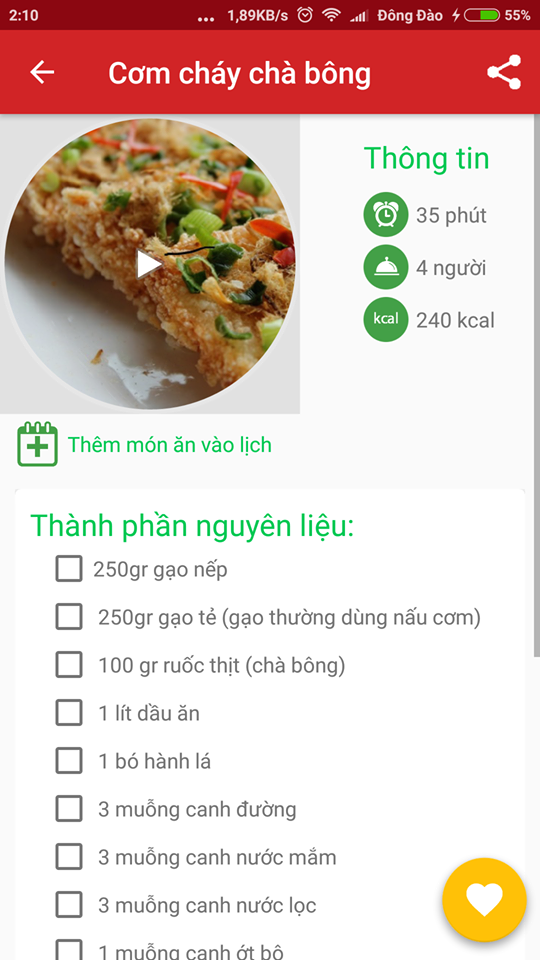 2:10
... 1,89KB/s Đông Đào 55%
Cơm cháy chà bông
Thông tin
35 phút
4 người
kcal 240 kcal
Thêm món ăn vào lịch
Thành phần nguyên liệu:
250gr gạo nếp
250gr gạo tẻ (gạo thường dùng nấu cơm)
100 gr ruốc thịt (chà bông)
1 lít dầu ăn
1 bó hành lá
3 muỗng canh đường
3 muỗng canh nước mắm
3 muỗng canh nước lọc
1 muỗng canh ớt bột